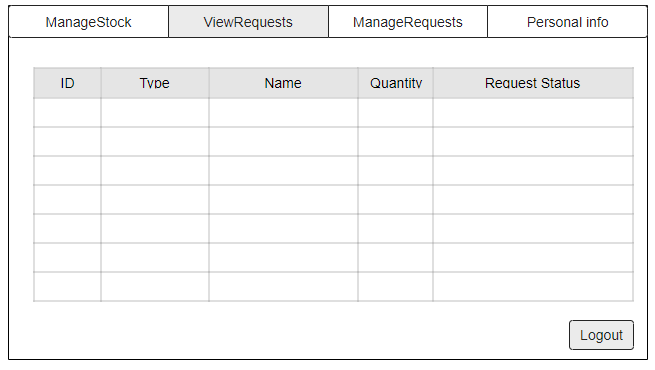 ManageStock ViewRequests ManageRequests Personal info
ID Type Name Quantity Request Status
Logout